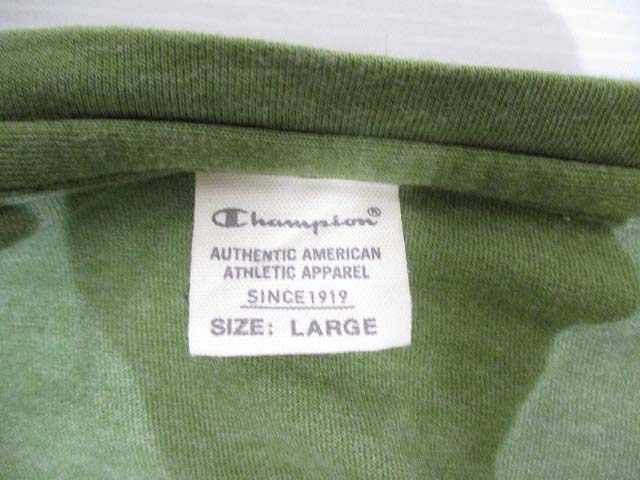 Champion®
AUTHENTIC AMERICAN
ATHLETIC APPAREL
SINCE1919
SIZE: LARGE